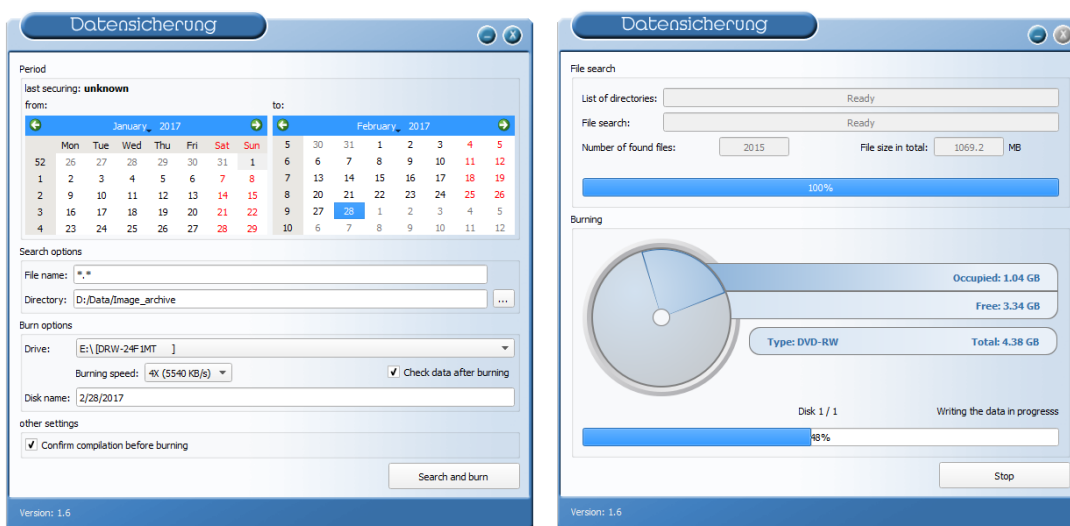 Datensicherung
Period
last securing: unknown
from:
to:
January 2017
Mon Tue Wed Thu Fri Sat Sun
52 26 27 28 29 30 31 1
1 2 3 4 5 6 7 8
2 9 10 11 12 13 14 15
3 16 17 18 19 20 21 22
4 23 24 25 26 27 28 29
February 2017
5 30 31 1 2 3 4 5
6 6 7 8 9 10 11 12
7 13 14 15 16 17 18 19
8 20 21 22 23 24 25 26
9 27 28 1 2 3 4 5
10 6 7 8 9 10 11 12
Search options
File name: *.*
Directory: D:/Data/Image_archive ...
Burn options
Drive: E:\ [DRW-24F1MT ]
Burning speed: 4X (5540 KB/s) Check data after burning
Disk name: 2/28/2017
other settings
Confirm compilation before burning
Search and burn
Version: 1.6
Datensicherung
File search
List of directories: Ready
File search: Ready
Number of found files: 2015 File size in total: 1069.2 MB
100%
Burning
Occupied: 1.04 GB
Free: 3.34 GB
Type: DVD-RW Total: 4.38 GB
Disk 1 / 1 Writing the data in progresss
48%
Stop
Version: 1.6